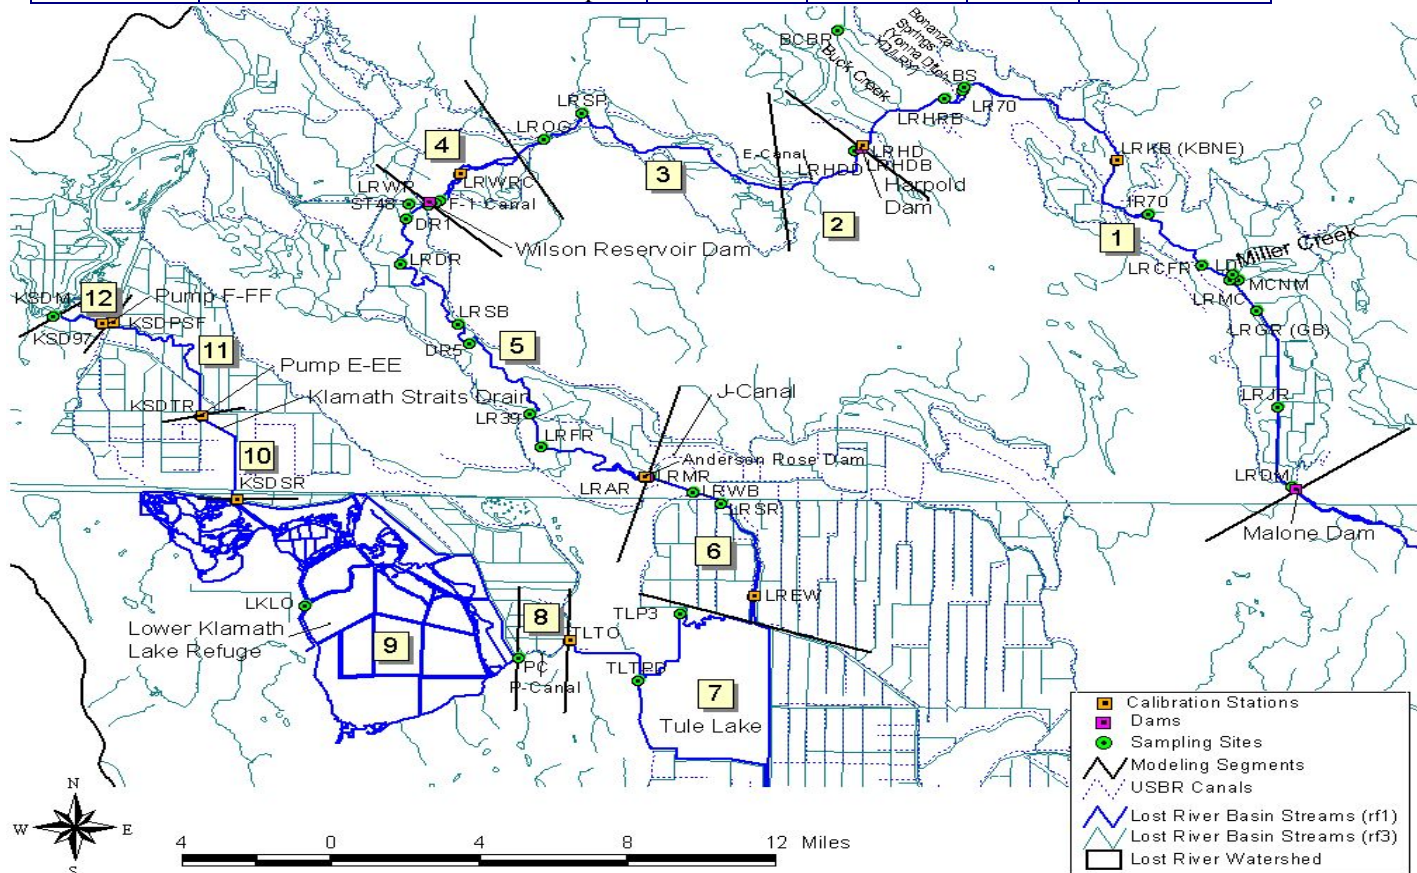 BCBR
Buck Creek
Bonanza
Springs
(Yonna Ditch
BS
LR70
LRHRB
LRSP
LROG
4
LRWRC
LRWR
ST48
F-1 Canal
DR1
Wilson Reservoir Dam
3
E-Canal
LRHD
LRHDB
LRHDD
Harpold
Dam
2
LRKB (KBNE)
1
LRCFR
Miller Creek
MCNM
LRMC
LRGR (GB)
LRJR
LRDM
Malone Dam
LRDR
LRSB
DR5
5
LR39
LRFR
KSDM
12
Pump F-FF
KSDPSF
KSD97
11
Pump E-EE
KSDTR
Klamath Straits Drain
10
KSDSR
J-Canal
Anderson Rose Dam
LRAR
LRMR
LRWB
LRSR
6
LREW
TLP3
8
TLTO
LKLO
Lower Klamath
Lake Refuge
9
PC
P-Canal
7
Tule Lake
Calibration Stations
Dams
Sampling Sites
Modeling Segments
USBR Canals
Lost River Basin Streams (rf1)
Lost River Basin Streams (rf3)
Lost River Watershed
N
W
E
S
4 0 4 8 12 Miles